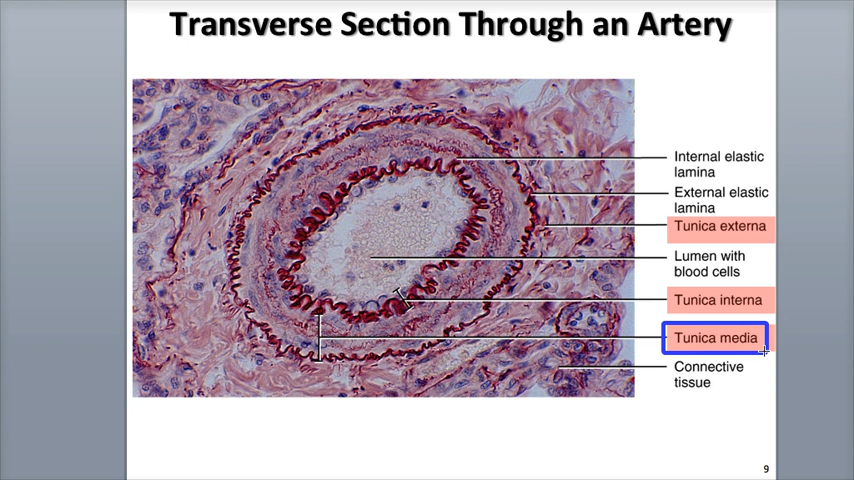 Transverse Section Through an Artery
Internal elastic
lamina
External elastic
lamina
Tunica externa
Lumen with
blood cells
Tunica interna
Tunica media
Connective
tissue
9